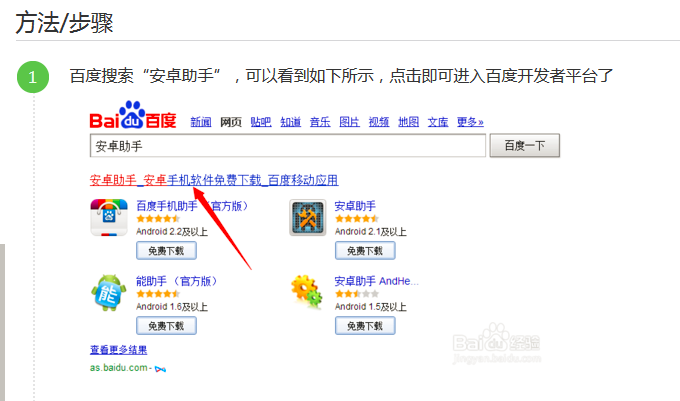 方法/步骤
1
百度搜索“安卓助手”，可以看到如下所示，点击即可进入百度开发者平台了
Bai du 百度
新闻 网页 贴吧 知道 音乐 图片 视频 地图 文库 更多»
安卓助手
百度一下
安卓助手_安卓手机软件免费下载_百度移动应用
百度手机助手（官方版）
Android 2.2及以上
免费下载
安卓助手
Android 2.1及以上
免费下载
能
能助手 （官方版）
Android 1.6及以上
免费下载
安卓助手 AndHe...
Android 1.5及以上
免费下载
查看更多结果
as.baidu.com -
Bai du 经验
jingyan.baidu.com